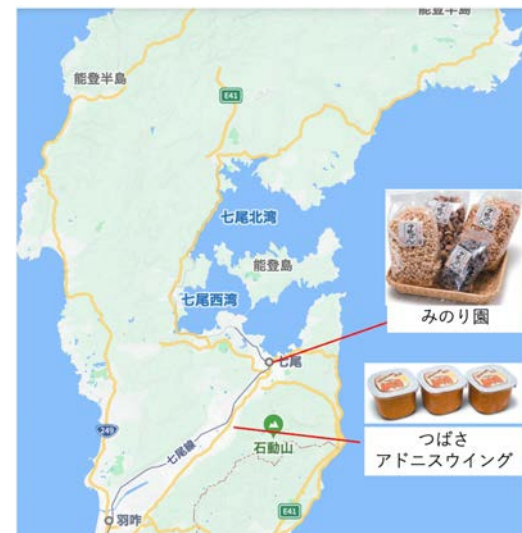 能登半島
能登半島
E41
七尾北湾
能登島
七尾西湾
みのり園
七尾
249
七尾線
石動山
つばさ
アドニスウイング
羽咋
E41